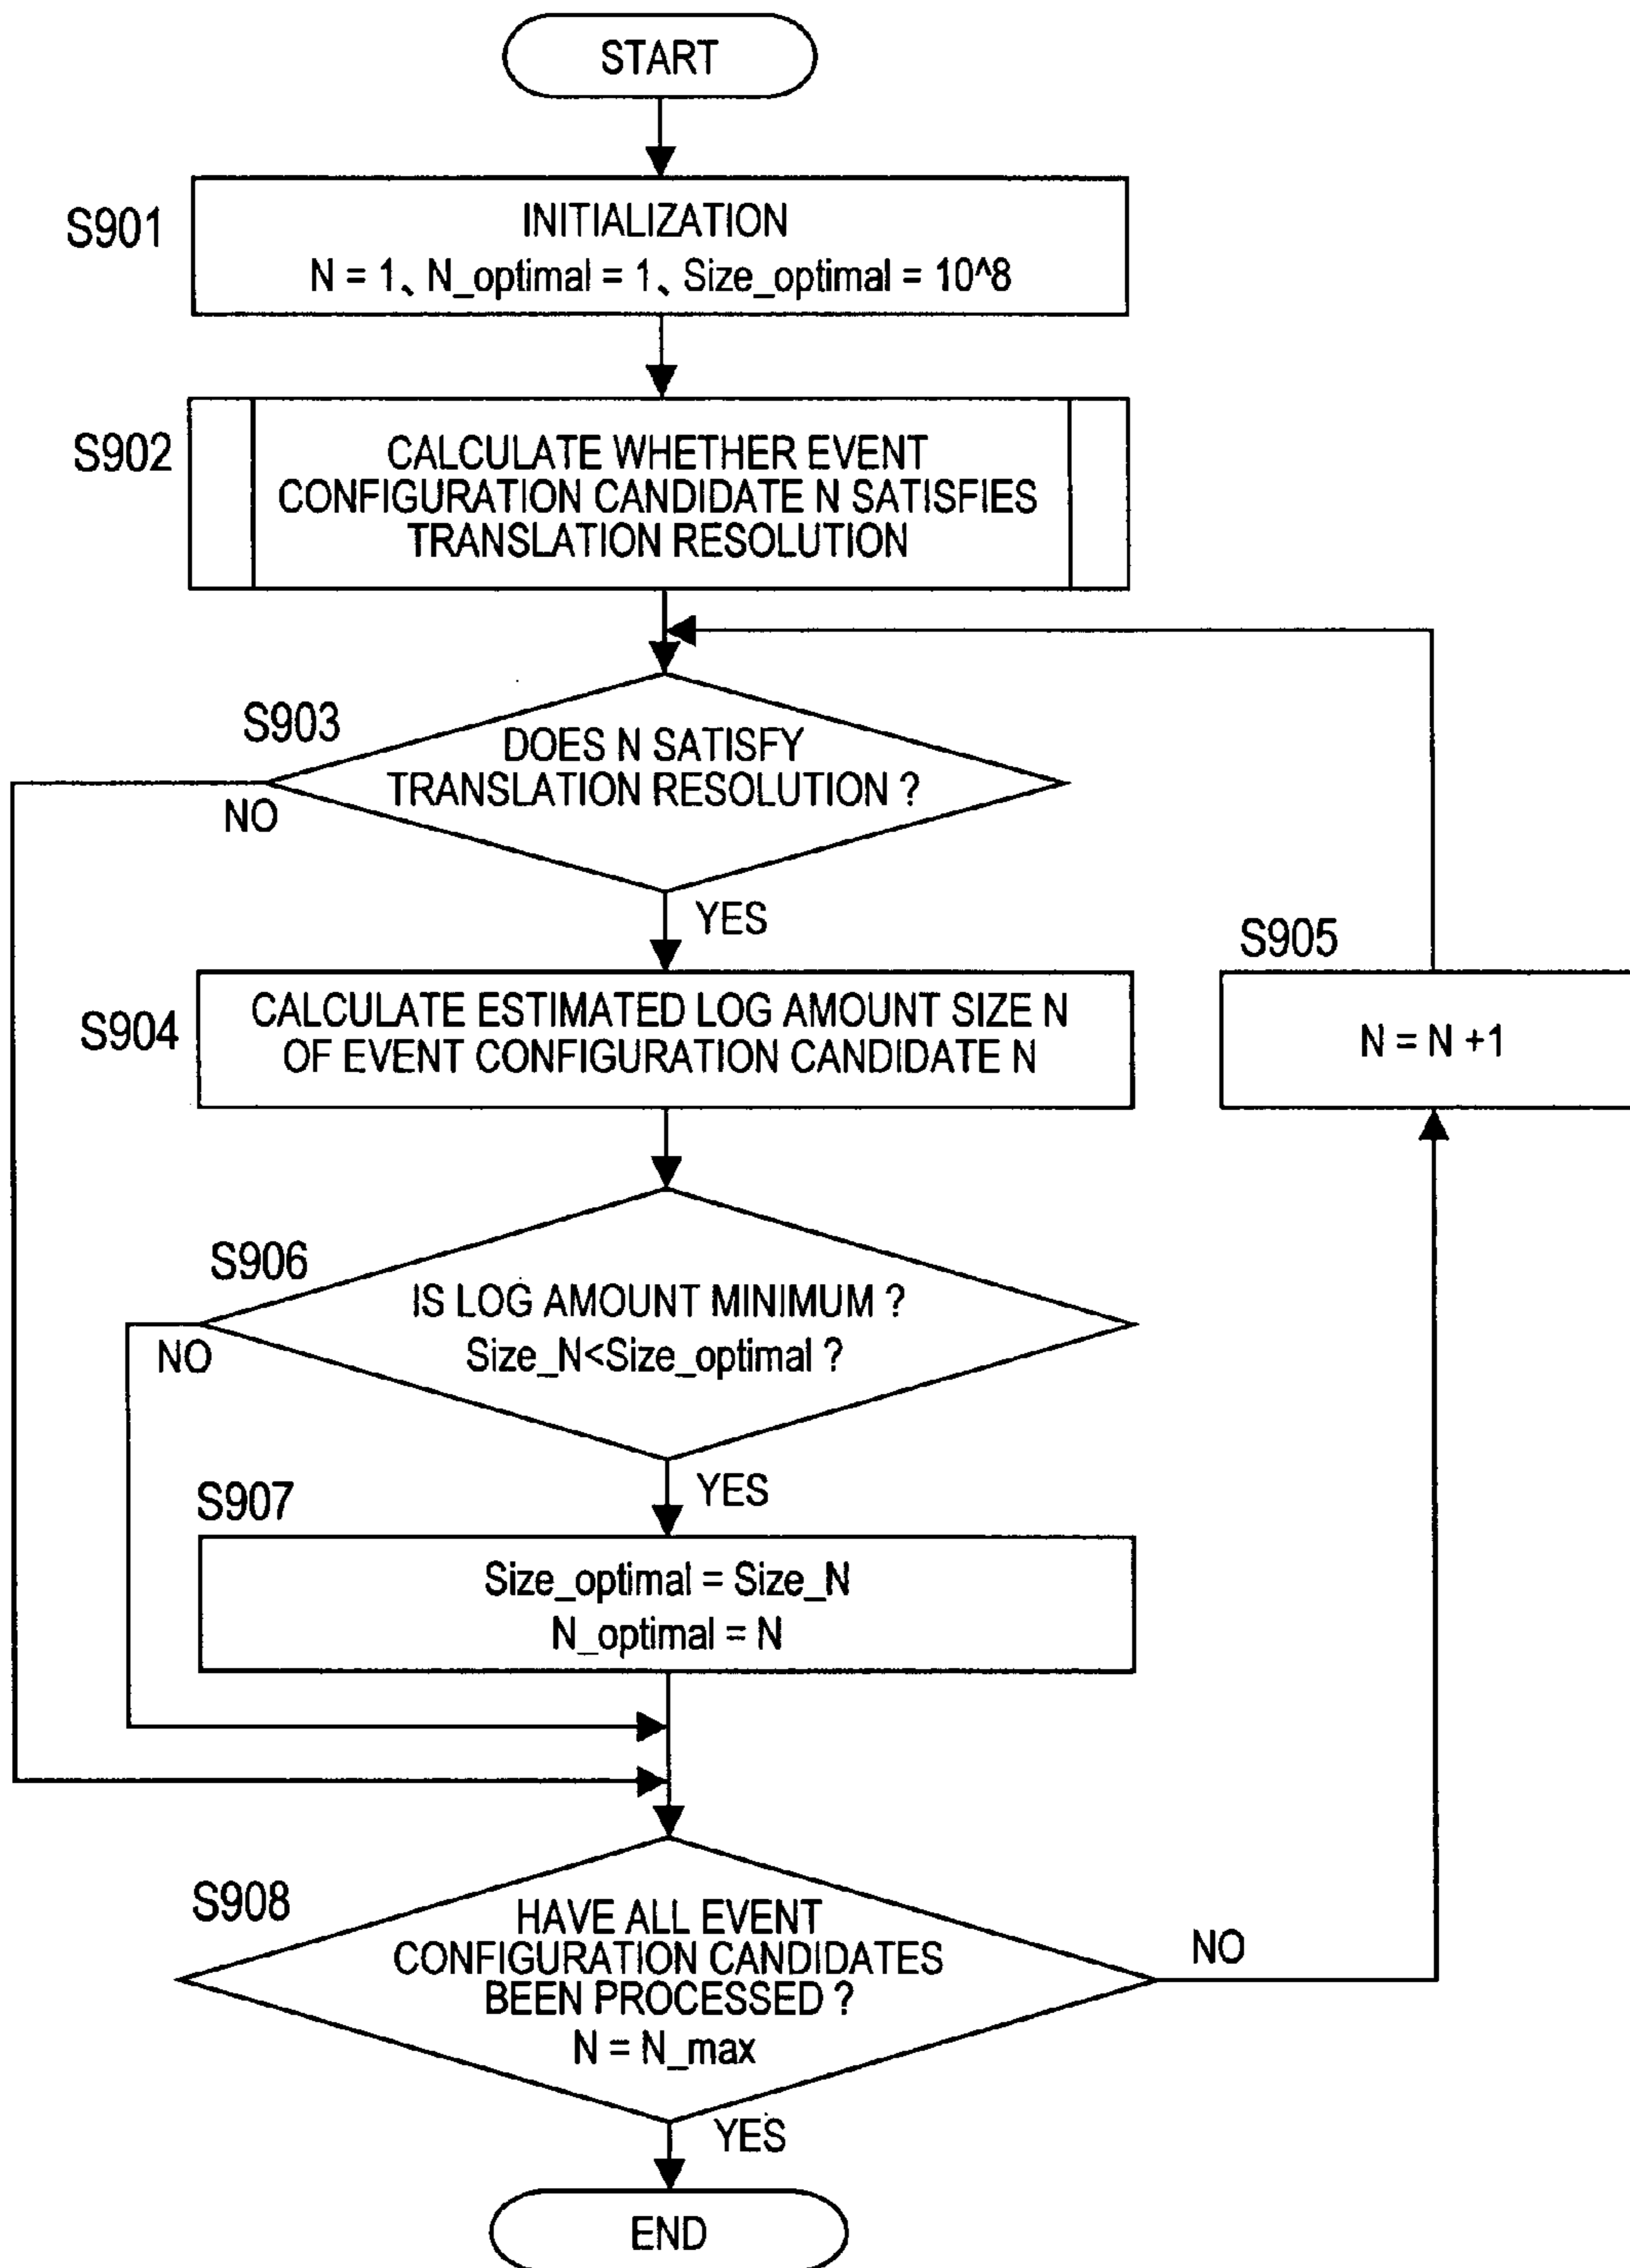 START
S901
INITIALIZATION
N = 1、N_optimal = 1、Size_optimal = 10^8
S902
CALCULATE WHETHER EVENT
CONFIGURATION CANDIDATE N SATISFIES
TRANSLATION RESOLUTION
S903
DOES N SATISFY
TRANSLATION RESOLUTION ?
NO
YES
S904
CALCULATE ESTIMATED LOG AMOUNT SIZE N
OF EVENT CONFIGURATION CANDIDATE N
S905
N = N +1
S906
IS LOG AMOUNT MINIMUM ?
Size_N<Size_optimal ?
NO
YES
S907
Size_optimal = Size_N
N_optimal = N
S908
HAVE ALL EVENT
CONFIGURATION CANDIDATES
BEEN PROCESSED ?
N = N_max
NO
YES
END